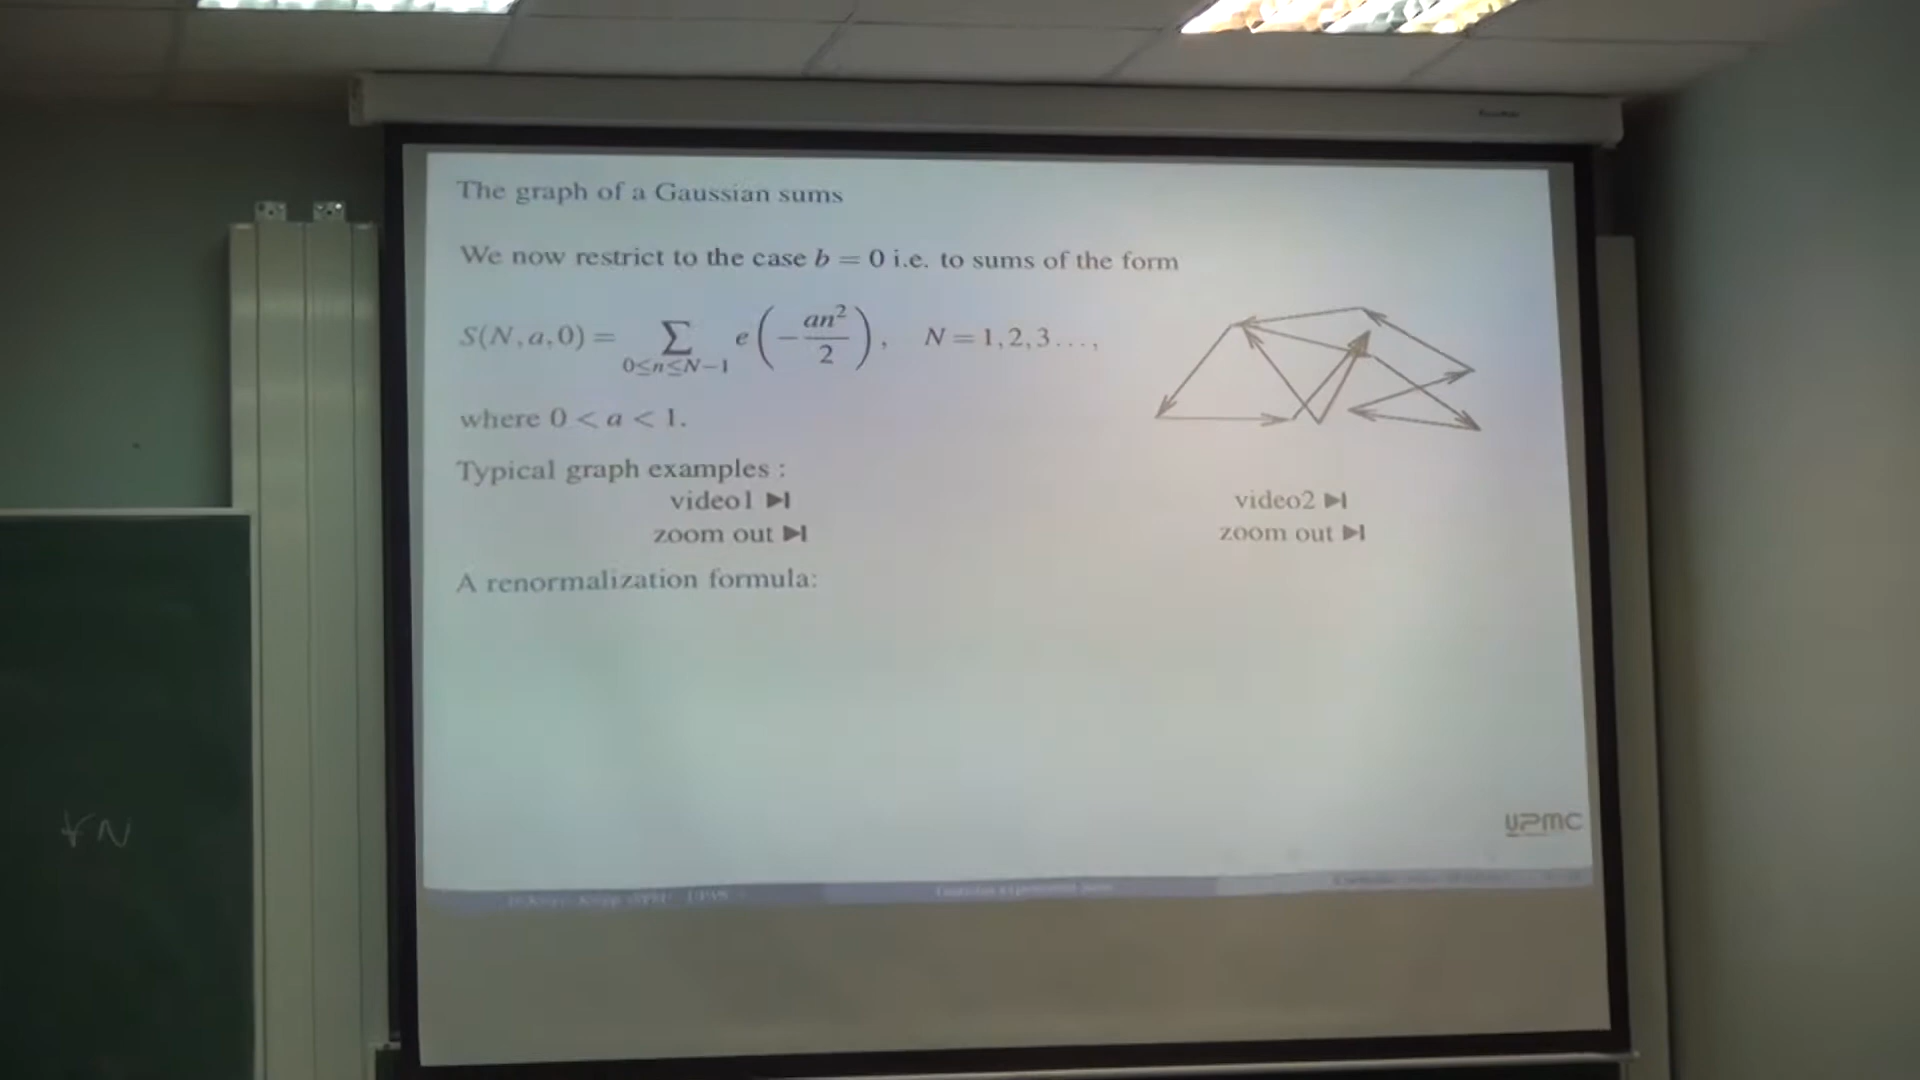 The graph of a Gaussian sums
We now restrict to the case b = 0 i.e. to sums of the form
S(N,a,0) = ∑_{0≤n≤N−1} e(−an²/2), N = 1,2,3...,
where 0 < a < 1.
Typical graph examples :
video1 video2
zoom out zoom out
A renormalization formula:
UPMC
∀N